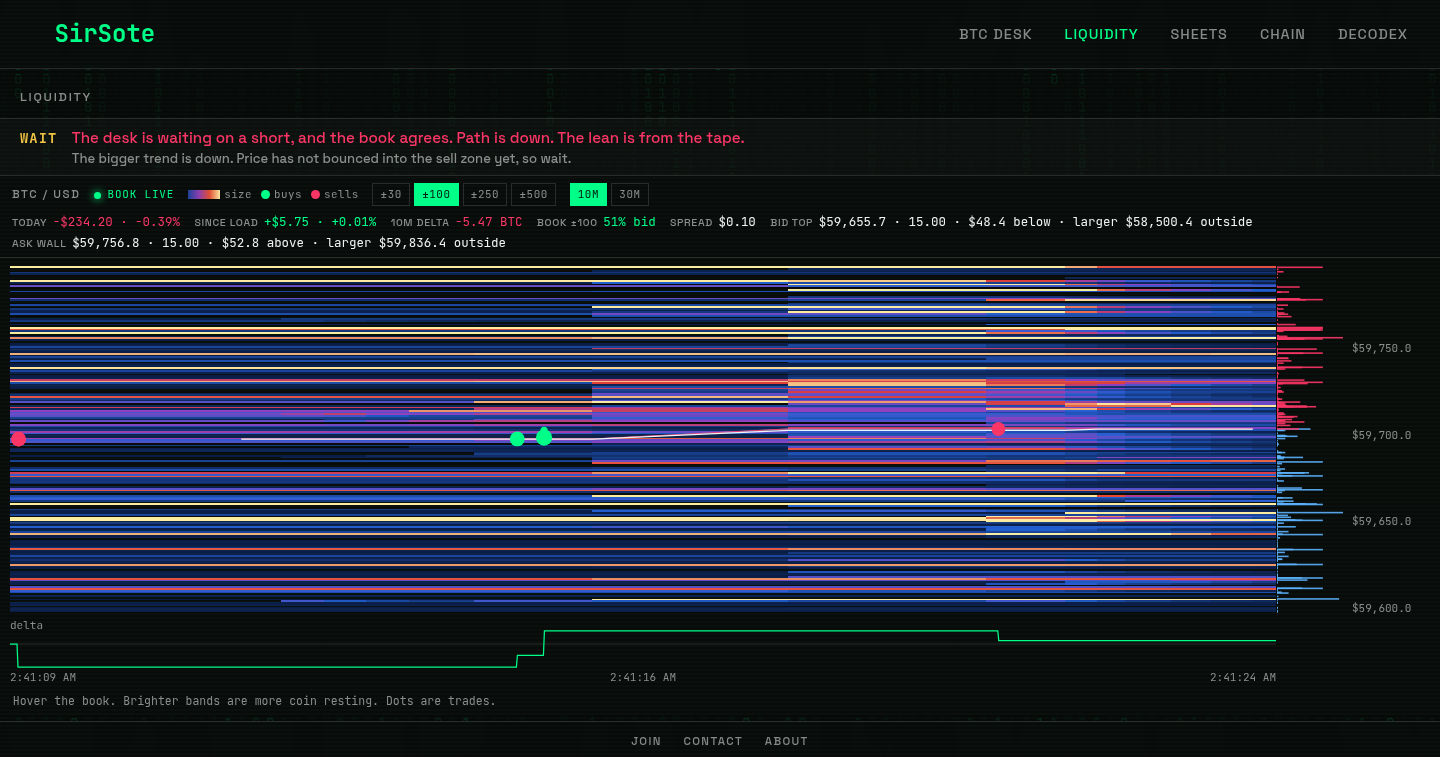 SirSote
BTC DESK LIQUIDITY SHEETS CHAIN DECODEX
LIQUIDITY
WAIT The desk is waiting on a short, and the book agrees. Path is down. The lean is from the tape.
The bigger trend is down. Price has not bounced into the sell zone yet, so wait.
BTC / USD BOOK LIVE size buys sells ±30 ±100 ±250 ±500 10M 30M
TODAY -$234.20 · -0.39% SINCE LOAD +$5.75 · +0.01% 10M DELTA -5.47 BTC BOOK ±100 51% bid SPREAD $0.10 BID TOP $59,655.7 · 15.00 · $48.4 below · larger $58,500.4 outside
ASK WALL $59,756.8 · 15.00 · $52.8 above · larger $59,836.4 outside
$59,750.0
$59,700.0
$59,650.0
$59,600.0
delta
2:41:09 AM 2:41:16 AM 2:41:24 AM
Hover the book. Brighter bands are more coin resting. Dots are trades.
JOIN CONTACT ABOUT